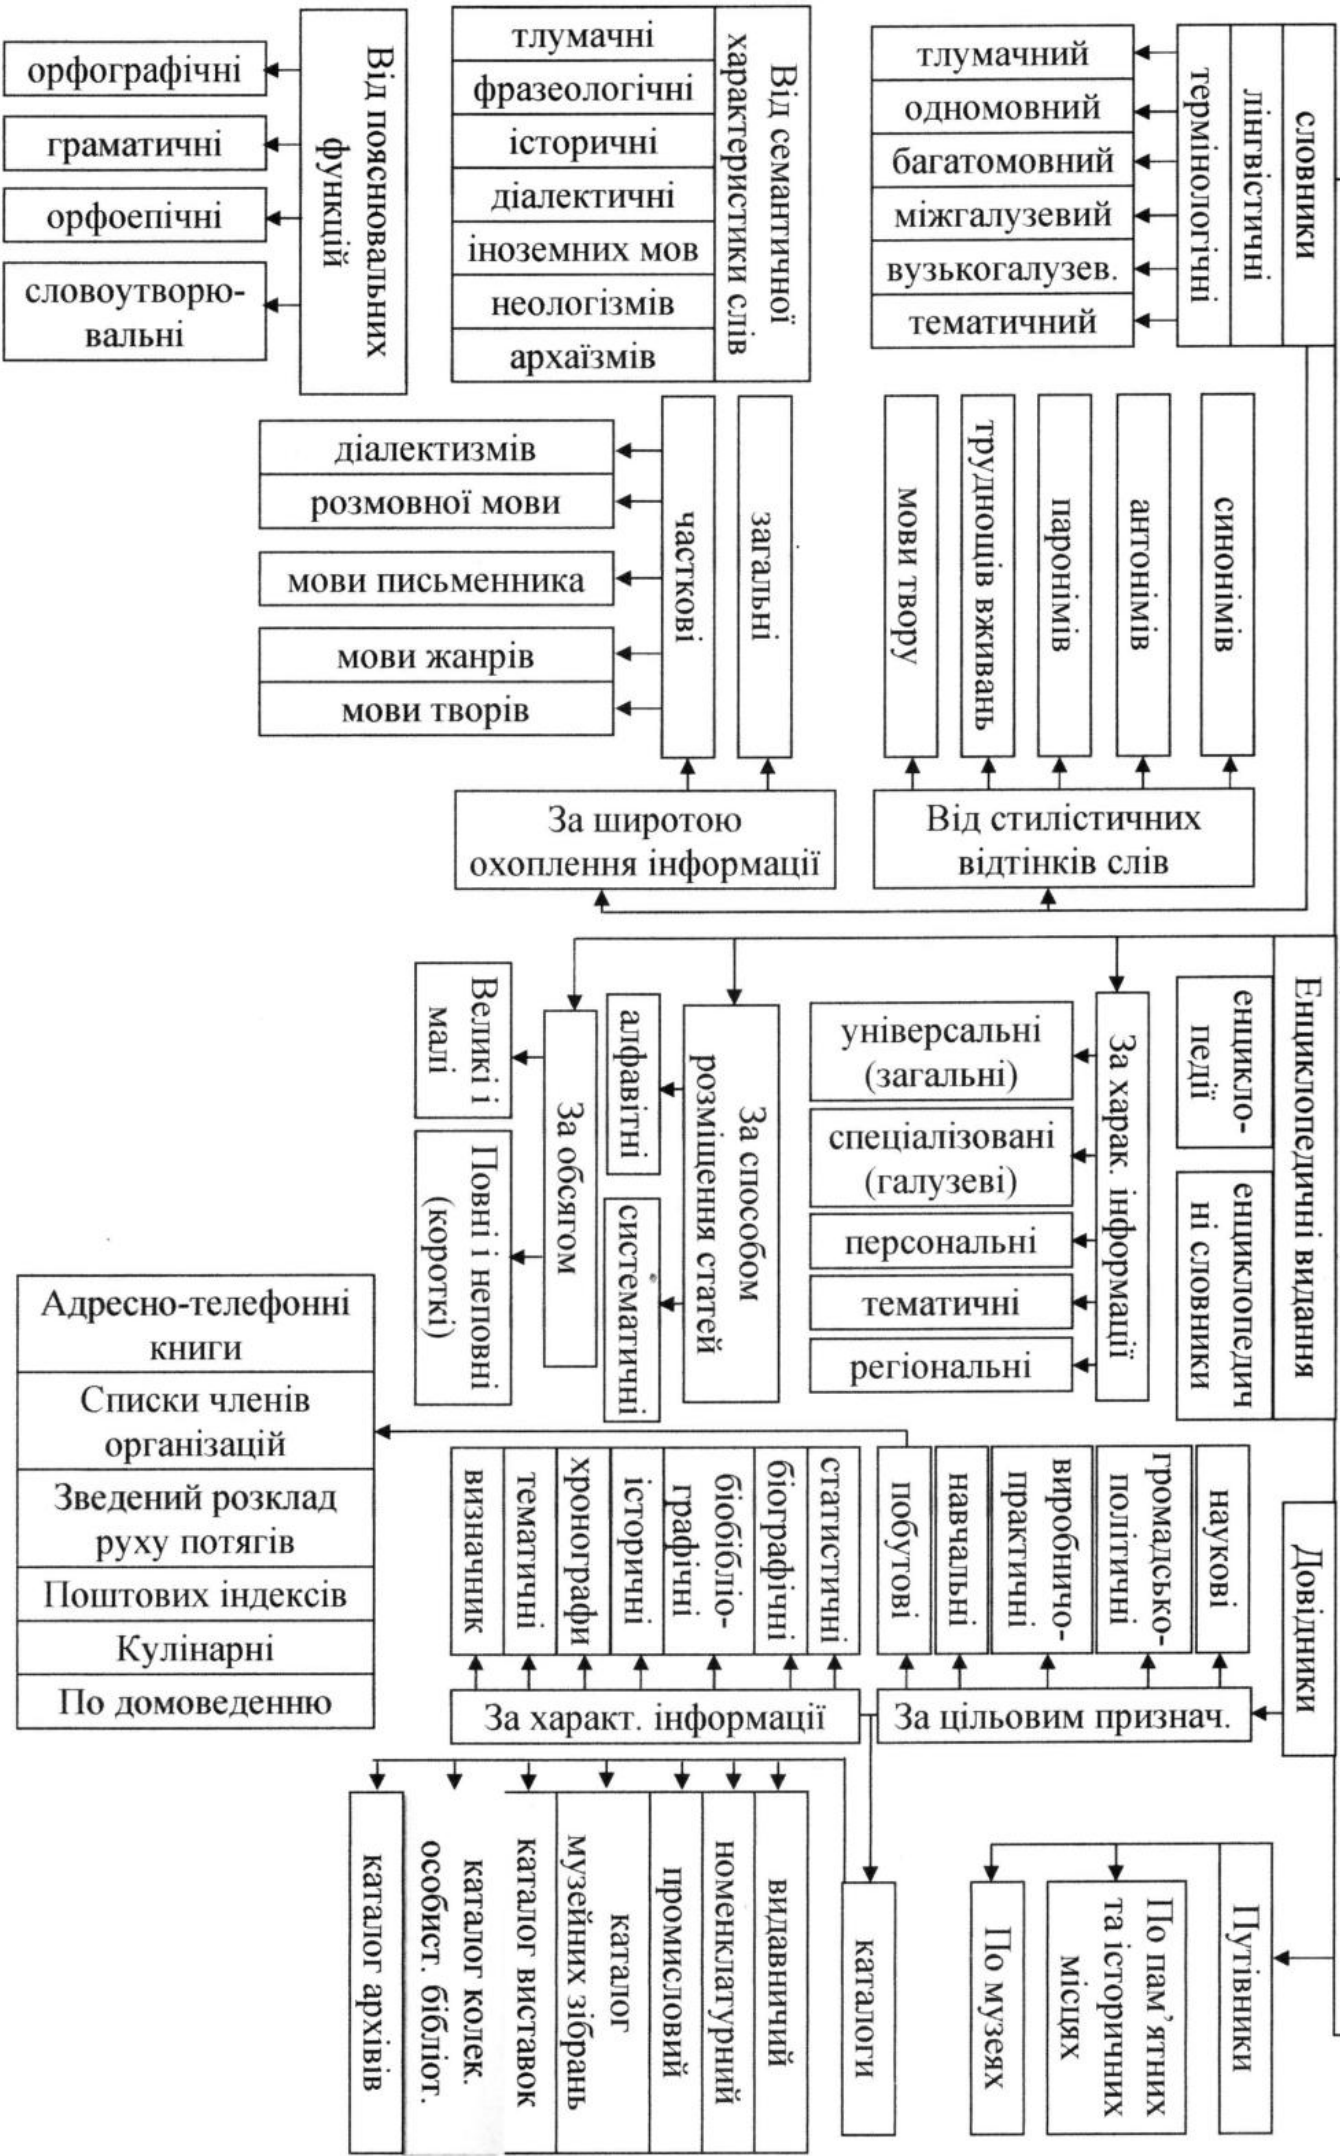 словники
лінгвістичні
термінологічні
тлумачний
одномовний
багатомовний
міжгалузевий
вузькогалузев.
тематичний
Від семантичної
характеристики слів
тлумачні
фразеологічні
історичні
діалектичні
іноземних мов
неологізмів
архаїзмів
Від пояснювальних
функцій
орфографічні
граматичні
орфоепічні
словоутворю-
вальні
Від стилістичних
відтінків слів
синонімів
антонімів
паронімів
труднощів вживань
мови твору
За широтою
охоплення інформації
загальні
часткові
діалектизмів
розмовної мови
мови письменника
мови жанрів
мови творів
Енциклопедичні видання
енцикло-
педії
енциклопедич
ні словники
За харак. інформації
універсальні
(загальні)
спеціалізовані
(галузеві)
персональні
тематичні
регіональні
За способом
розміщення статей
алфавітні
систематичні
За обсягом
Великі і
малі
Повні і неповні
(короткі)
Довідники
За цільовим признач.
наукові
громадсько-
політичні
виробничо-
практичні
навчальні
побутові
За характ. інформації
статистичні
біографічні
біобібліо-
графічні
історичні
хронографи
тематичні
визначник
Адресно-телефонні
книги
Списки членів
організацій
Зведений розклад
руху потягів
Поштових індексів
Кулінарні
По домоведенню
Путівники
По пам’ятних
та історичних
місцях
По музеях
каталоги
видавничий
номенклатурний
промисловий
каталог
музейних зібрань
каталог виставок
каталог колек.
особист. бібліот.
каталог архівів